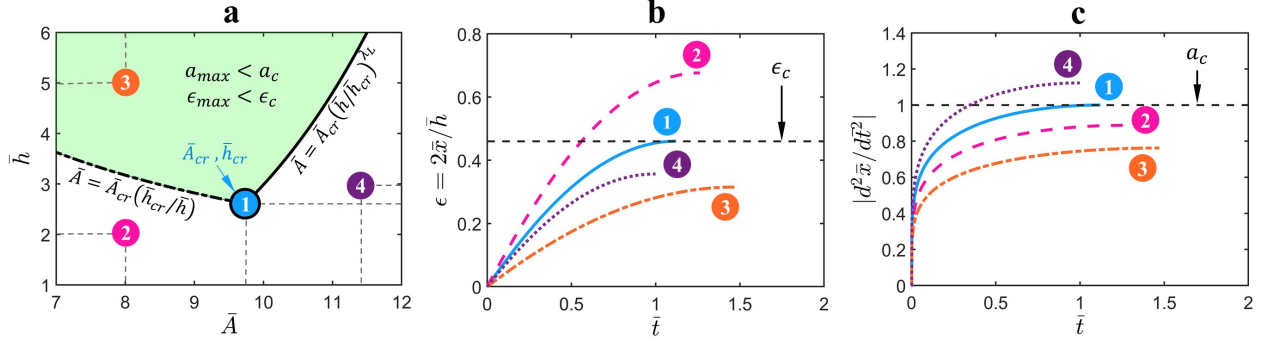 a
6
5
4
3
2
1
h̄
7
8
9
10
11
12
Ā
a_max < a_c
ϵ_max < ϵ_c
Ā_cr , h̄_cr
Ā = Ā_cr(h̄_cr/h̄)
Ā = Ā_cr(h̄/h̄_cr)^λ_L
3
1
4
2
b
0.8
0.6
0.4
0.2
0
ϵ = 2x̄/h̄
0
0.5
1
1.5
2
t̄
2
ϵ_c
1
4
3
c
1.4
1.2
1
0.8
0.6
0.4
0.2
0
|d²x̄/dt̄²|
0
0.5
1
1.5
2
t̄
a_c
4
1
2
3